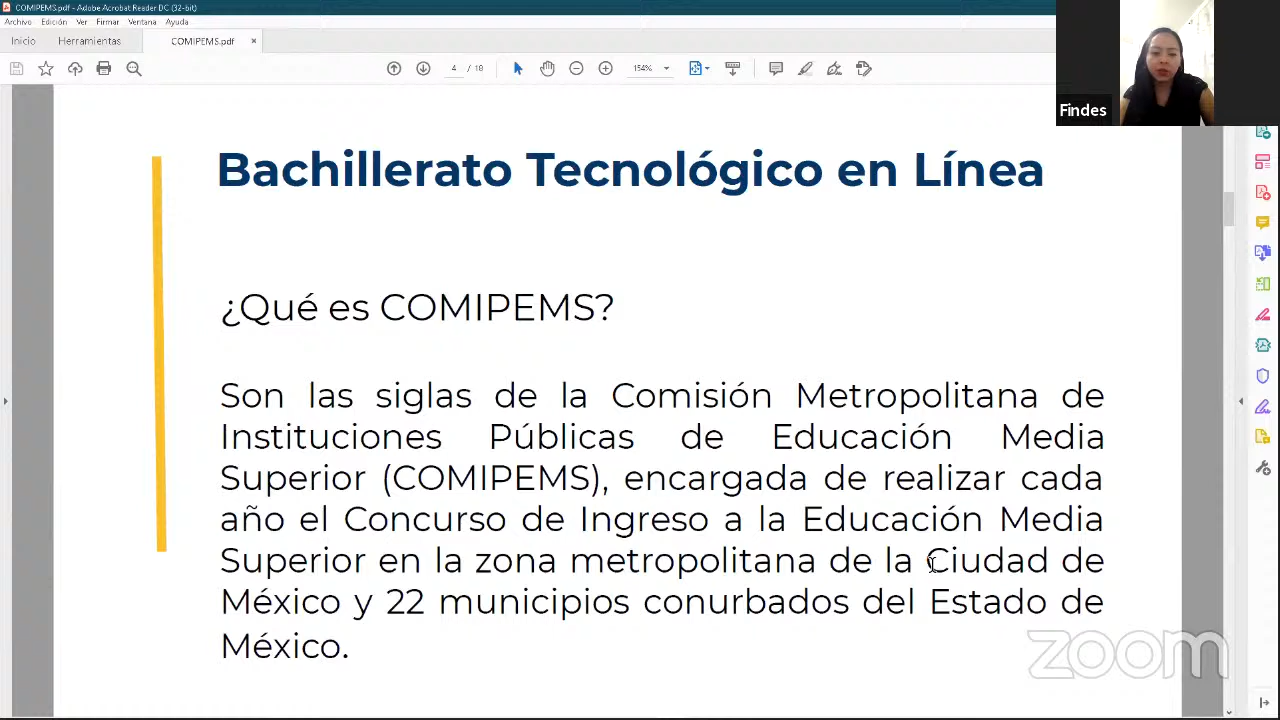 COMIPEMS.pdf - Adobe Acrobat Reader DC (32-bit)
Archivo Edición Ver Firmar Ventana Ayuda
Inicio Herramientas COMIPEMS.pdf ×
4 18 154%
Findes
Bachillerato Tecnológico en Línea
¿Qué es COMIPEMS?
Son las siglas de la Comisión Metropolitana de
Instituciones Públicas de Educación Media
Superior (COMIPEMS), encargada de realizar cada
año el Concurso de Ingreso a la Educación Media
Superior en la zona metropolitana de la Ciudad de
México y 22 municipios conurbados del Estado de
México.
zoom